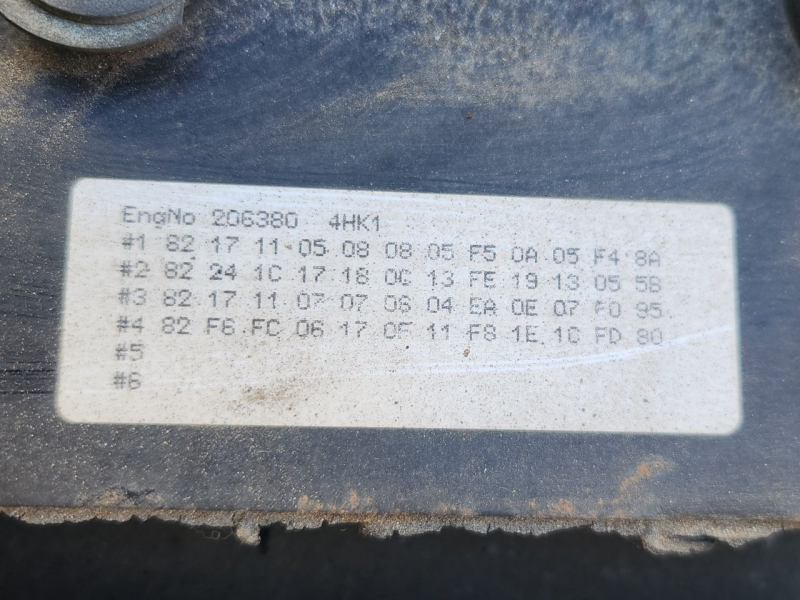 EngNo 206380 4HK1
#1 82 17 11 05 08 08 05 F5 0A 05 F4 8A
#2 82 24 1C 17 18 0C 13 FE 19 13 05 5B
#3 82 17 11 07 07 06 04 EA 0E 07 F0 95
#4 82 F6 FC 06 17 0F 11 F8 1E 1C FD 80
#5
#6